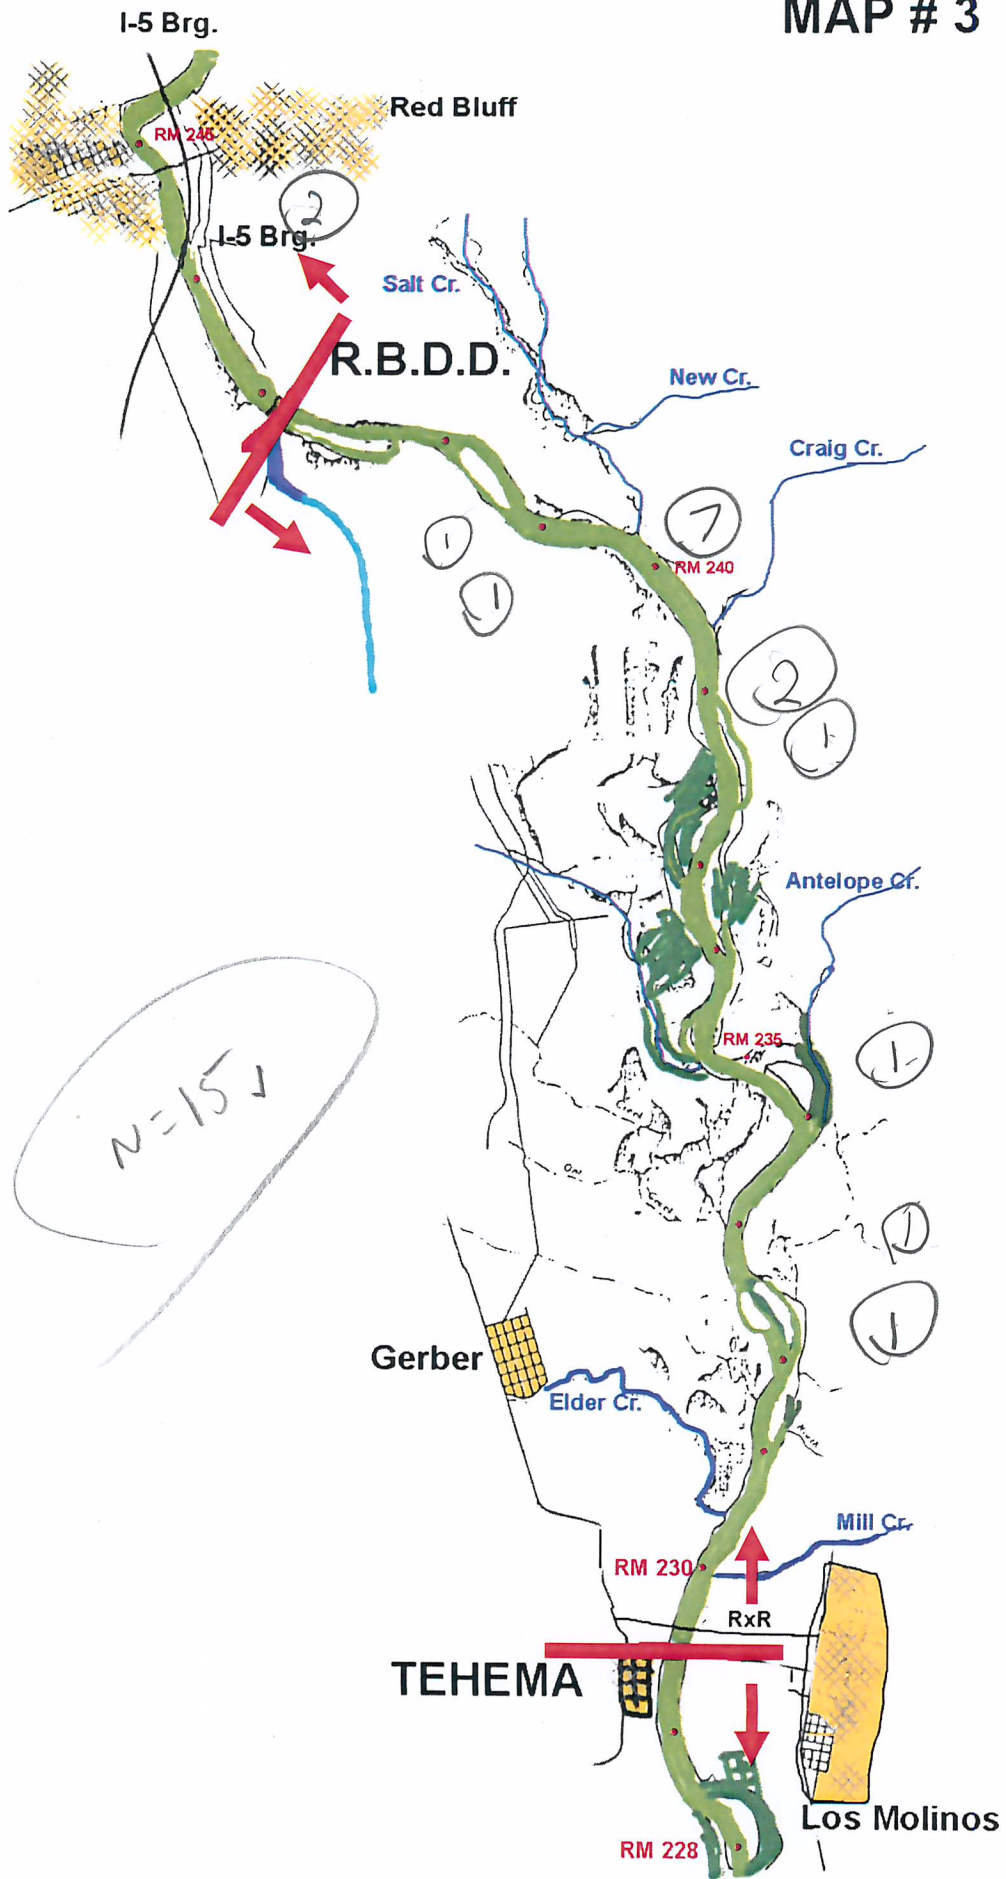 MAP # 3
I-5 Brg.
Red Bluff
RM 245
2
I-5 Brg.
Salt Cr.
R.B.D.D.
New Cr.
Craig Cr.
1
7
RM 240
1
2
1
Antelope Cr.
RM 235
1
N=15
1
1
Gerber
Elder Cr.
Mill Cr.
RM 230
RxR
TEHEMA
Los Molinos
RM 228